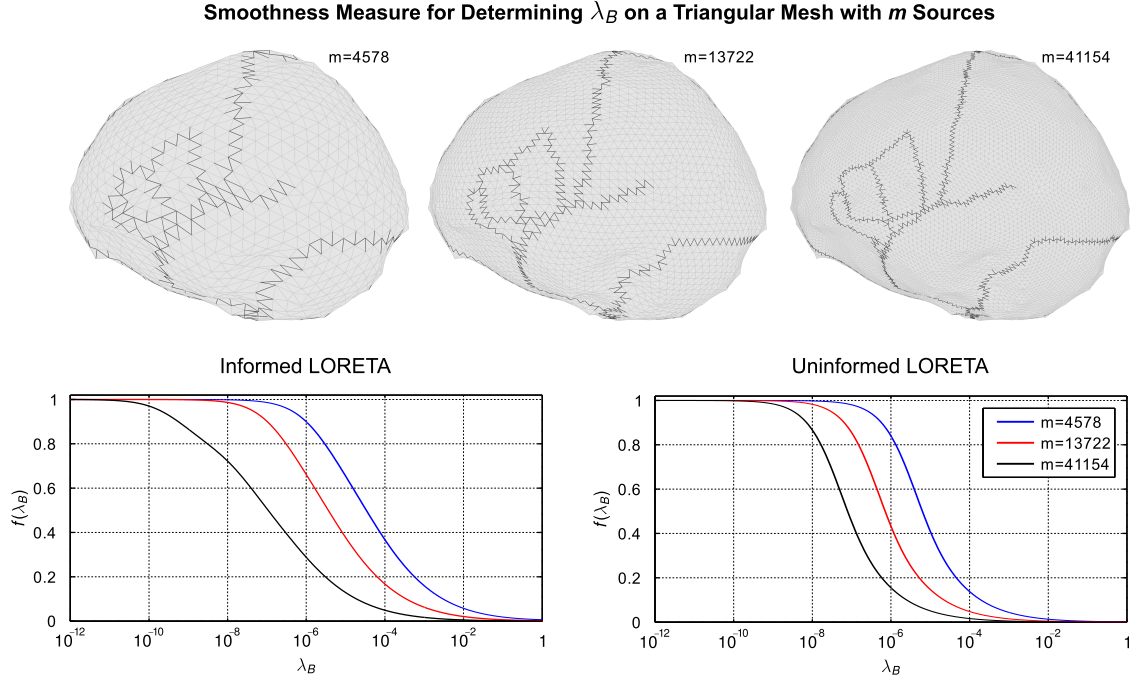 Smoothness Measure for Determining λ_B on a Triangular Mesh with m Sources
m=4578
m=13722
m=41154
Informed LORETA
1
0.8
0.6
0.4
0.2
0
f(λ_B)
10^−12 10^−10 10^−8 10^−6 10^−4 10^−2 1
λ_B
Uninformed LORETA
m=4578
m=13722
m=41154
1
0.8
0.6
0.4
0.2
0
f(λ_B)
10^−12 10^−10 10^−8 10^−6 10^−4 10^−2 1
λ_B